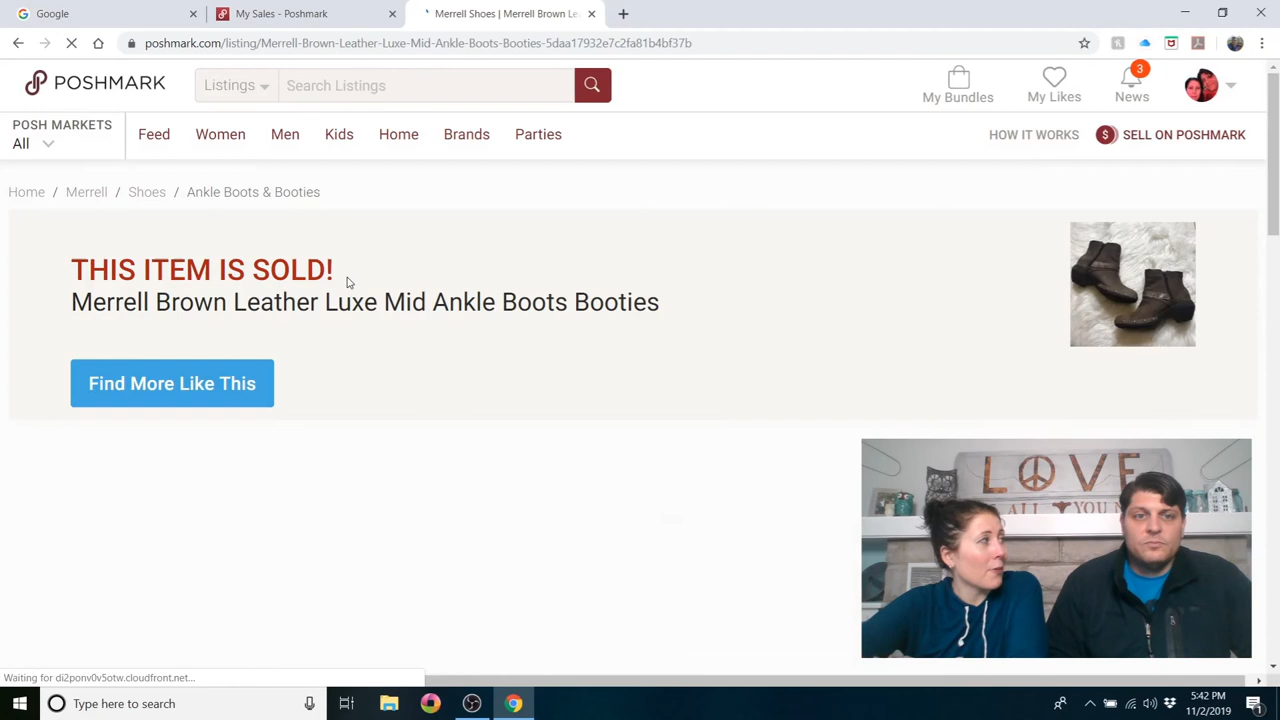 Google
My Sales - Poshmark
Merrell Shoes | Merrell Brown Le
poshmark.com/listing/Merrell-Brown-Leather-Luxe-Mid-Ankle-Boots-Booties-5daa17932e7c2fa81b4bf37b
POSHMARK
Listings
Search Listings
My Bundles
My Likes
3
News
POSH MARKETS
All
Feed
Women
Men
Kids
Home
Brands
Parties
HOW IT WORKS
$
SELL ON POSHMARK
Home / Merrell / Shoes / Ankle Boots & Booties
THIS ITEM IS SOLD!
Merrell Brown Leather Luxe Mid Ankle Boots Booties
Find More Like This
LOVE
ALL YOU N
Waiting for di2ponv0v5otw.cloudfront.net...
Type here to search
5:42 PM
11/2/2019
1